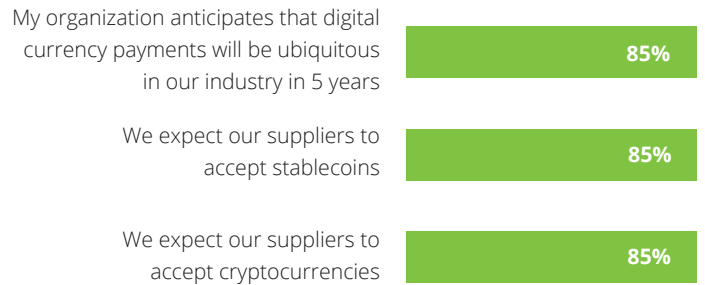 My organization anticipates that digital
currency payments will be ubiquitous
in our industry in 5 years
85%
We expect our suppliers to
accept stablecoins
85%
We expect our suppliers to
accept cryptocurrencies
85%